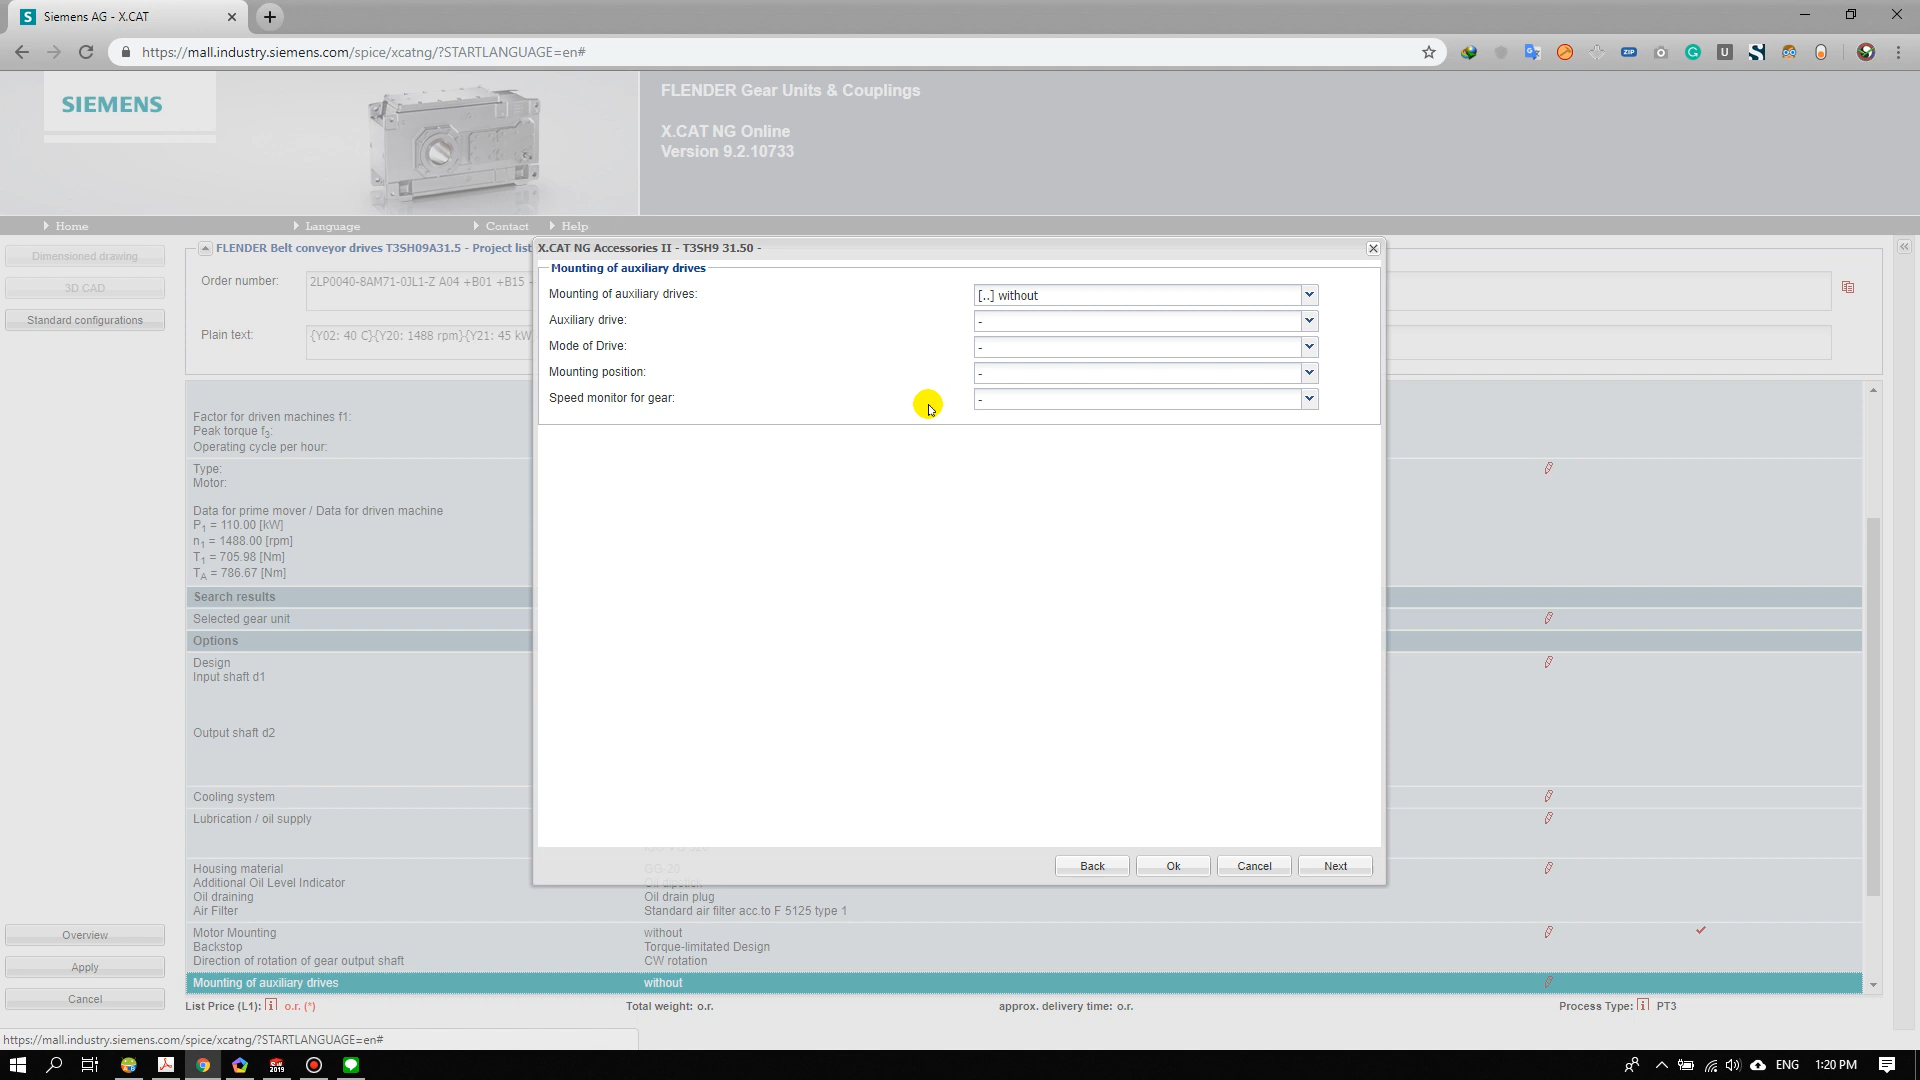 Siemens AG - X.CAT
https://mall.industry.siemens.com/spice/xcatng/?STARTLANGUAGE=en#
SIEMENS
FLENDER Gear Units & Couplings
X.CAT NG Online
Version 9.2.10733
Home
Language
Contact
Help
Dimensioned drawing
3D CAD
Standard configurations
FLENDER Belt conveyor drives T3SH09A31.5 - Project list
Order number:
2LP0040-8AM71-0JL1-Z A04 +B01 +B15
Plain text:
{Y02: 40 C}{Y20: 1488 rpm}{Y21: 45 kW
X.CAT NG Accessories II - T3SH9 31.50 -
Mounting of auxiliary drives
Mounting of auxiliary drives:
[..] without
Auxiliary drive:
-
Mode of Drive:
-
Mounting position:
-
Speed monitor for gear:
-
Back
Ok
Cancel
Next
Factor for driven machines f1:
Peak torque f3:
Operating cycle per hour:
Type:
Motor:
Data for prime mover / Data for driven machine
P1 = 110.00 [kW]
n1 = 1488.00 [rpm]
T1 = 705.98 [Nm]
TA = 786.67 [Nm]
Search results
Selected gear unit
Options
Design
Input shaft d1
Output shaft d2
Cooling system
Lubrication / oil supply
Housing material
GG-20
Additional Oil Level Indicator
Oil dipstick
Oil draining
Oil drain plug
Air Filter
Standard air filter acc.to F 5125 type 1
Motor Mounting
without
Backstop
Torque-limitated Design
Direction of rotation of gear output shaft
CW rotation
Mounting of auxiliary drives
without
Overview
Apply
Cancel
List Price (L1): i o.r. (*)
Total weight: o.r.
approx. delivery time: o.r.
Process Type: i PT3
https://mall.industry.siemens.com/spice/xcatng/?STARTLANGUAGE=en#
ENG
1:20 PM